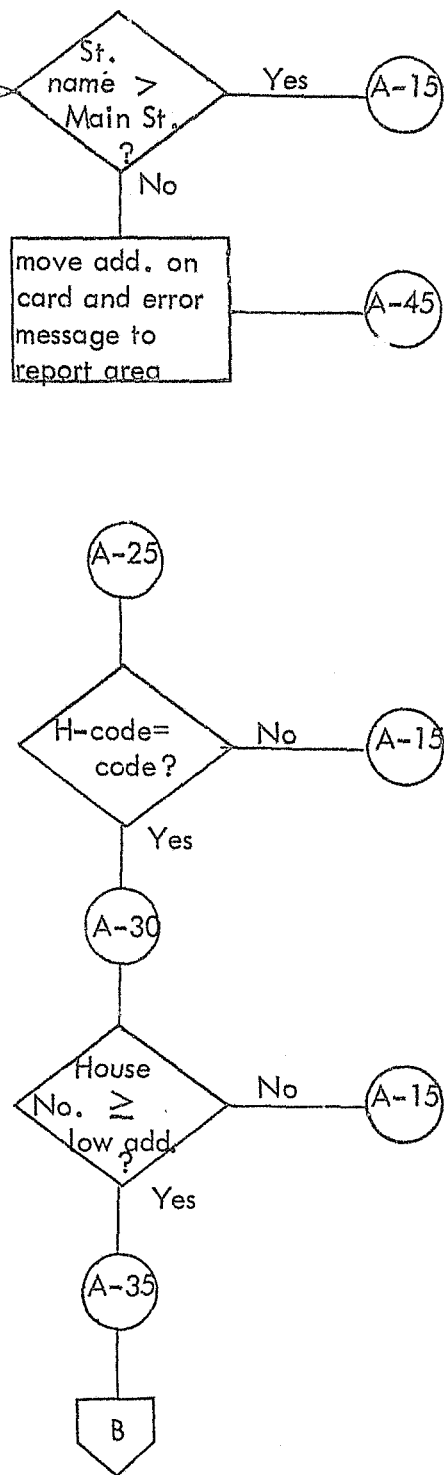 St.
name >
Main St.
?
Yes
A-15
No
move add. on
card and error
message to
report area
A-45
A-25
H-code=
code?
No
A-15
Yes
A-30
House
No. ≥
low add.
?
No
A-15
Yes
A-35
B